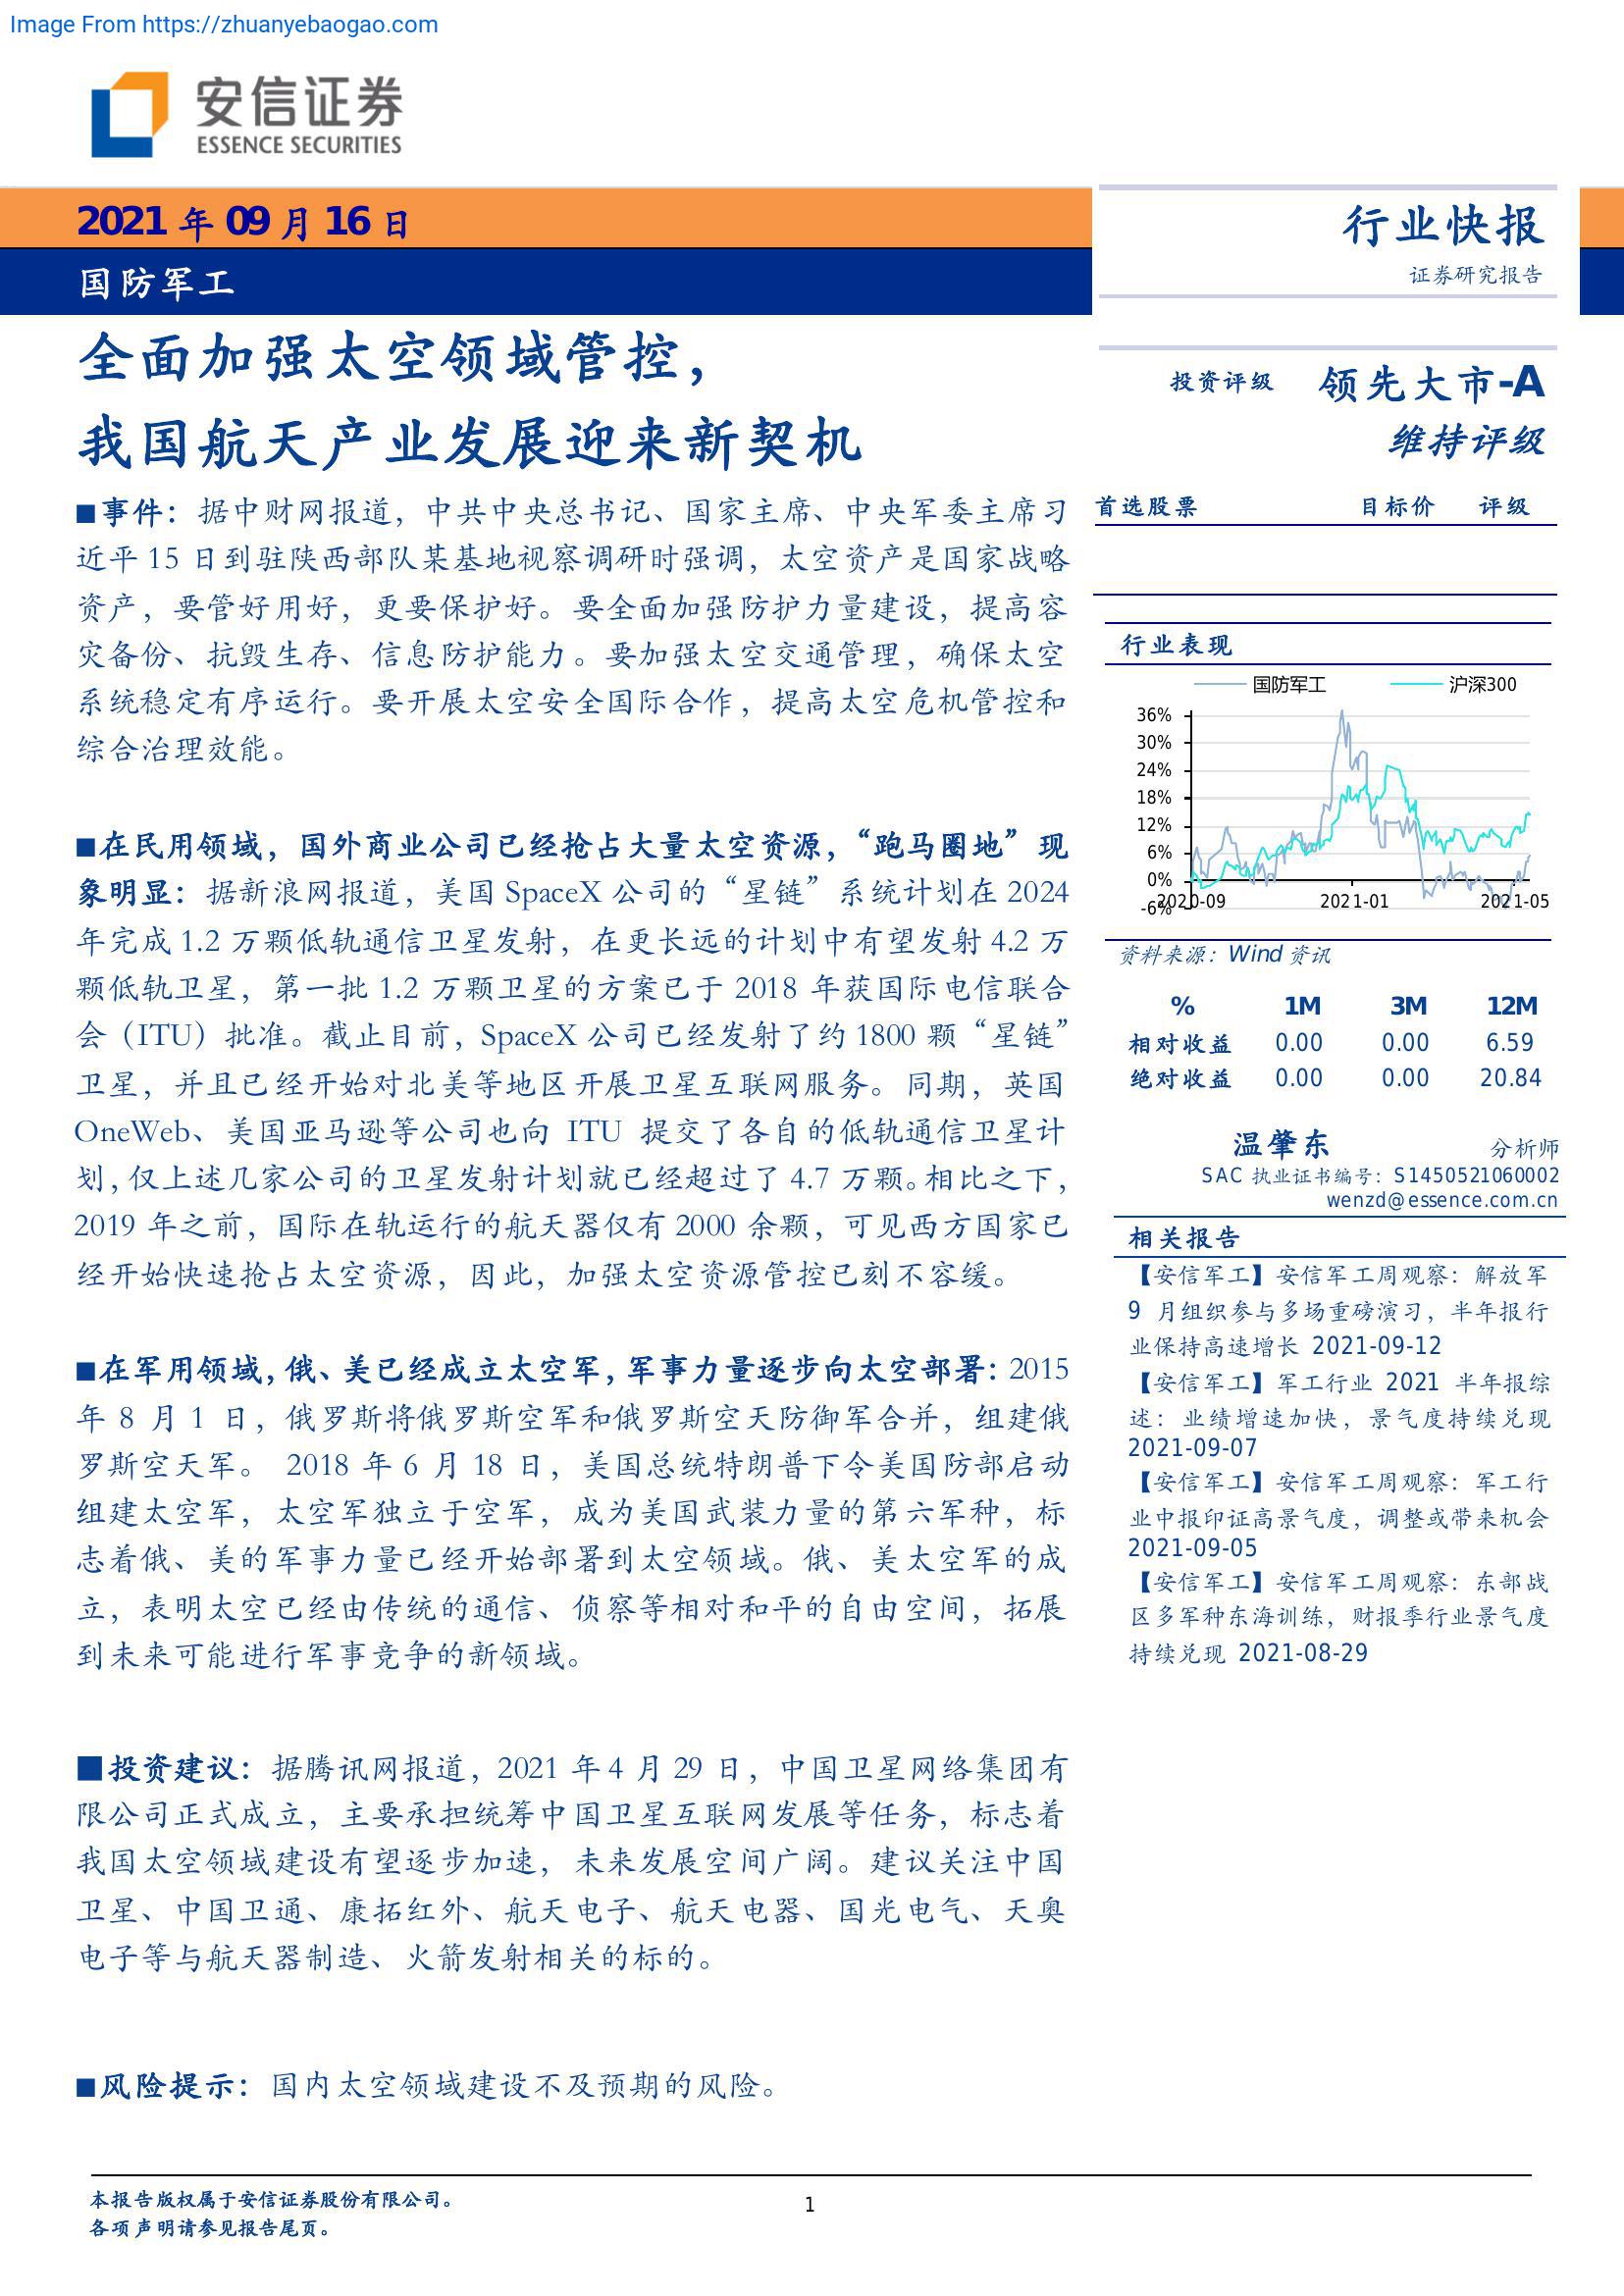 Image From https://zhuanyebaogao.com
安信证券
ESSENCE SECURITIES
2021 年 09 月 16 日
国防军工
行业快报
证券研究报告
全面加强太空领域管控，
我国航天产业发展迎来新契机
■事件：据中财网报道，中共中央总书记、国家主席、中央军委主席习
近平 15 日到驻陕西部队某基地视察调研时强调，太空资产是国家战略
资产，要管好用好，更要保护好。要全面加强防护力量建设，提高容
灾备份、抗毁生存、信息防护能力。要加强太空交通管理，确保太空
系统稳定有序运行。要开展太空安全国际合作，提高太空危机管控和
综合治理效能。
■在民用领域，国外商业公司已经抢占大量太空资源，“跑马圈地”现
象明显：据新浪网报道，美国 SpaceX 公司的“星链”系统计划在 2024
年完成 1.2 万颗低轨通信卫星发射，在更长远的计划中有望发射 4.2 万
颗低轨卫星，第一批 1.2 万颗卫星的方案已于 2018 年获国际电信联合
会（ITU）批准。截止目前，SpaceX 公司已经发射了约 1800 颗“星链”
卫星，并且已经开始对北美等地区开展卫星互联网服务。同期，英国
OneWeb、美国亚马逊等公司也向 ITU 提交了各自的低轨通信卫星计
划，仅上述几家公司的卫星发射计划就已经超过了 4.7 万颗。相比之下，
2019 年之前，国际在轨运行的航天器仅有 2000 余颗，可见西方国家已
经开始快速抢占太空资源，因此，加强太空资源管控已刻不容缓。
■在军用领域，俄、美已经成立太空军，军事力量逐步向太空部署：2015
年 8 月 1 日，俄罗斯将俄罗斯空军和俄罗斯空天防御军合并，组建俄
罗斯空天军。 2018 年 6 月 18 日，美国总统特朗普下令美国防部启动
组建太空军，太空军独立于空军，成为美国武装力量的第六军种，标
志着俄、美的军事力量已经开始部署到太空领域。俄、美太空军的成
立，表明太空已经由传统的通信、侦察等相对和平的自由空间，拓展
到未来可能进行军事竞争的新领域。
■投资建议：据腾讯网报道，2021 年 4 月 29 日，中国卫星网络集团有
限公司正式成立，主要承担统筹中国卫星互联网发展等任务，标志着
我国太空领域建设有望逐步加速，未来发展空间广阔。建议关注中国
卫星、中国卫通、康拓红外、航天电子、航天电器、国光电气、天奥
电子等与航天器制造、火箭发射相关的标的。
■风险提示：国内太空领域建设不及预期的风险。
投资评级 领先大市-A
维持评级
首选股票 目标价 评级
行业表现
国防军工 沪深300
36%
30%
24%
18%
12%
6%
0%
-6%
2020-09 2021-01 2021-05
资料来源：Wind 资讯
% 1M 3M 12M
相对收益 0.00 0.00 6.59
绝对收益 0.00 0.00 20.84
温肇东 分析师
SAC 执业证书编号：S1450521060002
wenzd@essence.com.cn
相关报告
【安信军工】安信军工周观察：解放军
9 月组织参与多场重磅演习，半年报行
业保持高速增长 2021-09-12
【安信军工】军工行业 2021 半年报综
述：业绩增速加快，景气度持续兑现
2021-09-07
【安信军工】安信军工周观察：军工行
业中报印证高景气度，调整或带来机会
2021-09-05
【安信军工】安信军工周观察：东部战
区多军种东海训练，财报季行业景气度
持续兑现 2021-08-29
本报告版权属于安信证券股份有限公司。
各项声明请参见报告尾页。
1